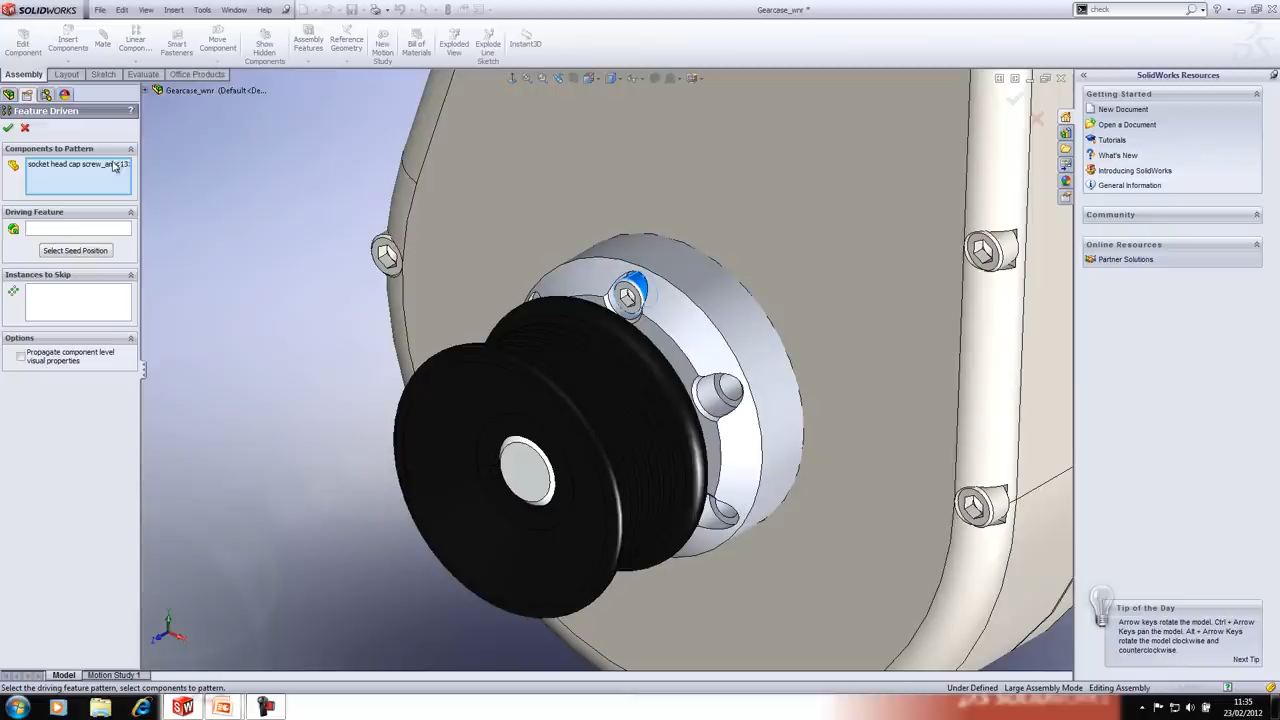 SOLIDWORKS
File Edit View Insert Tools Window Help
Gearcase_wnr *
check
Edit Component
Insert Components
Mate
Linear Compon...
Smart Fasteners
Move Component
Show Hidden Components
Assembly Features
Reference Geometry
New Motion Study
Bill of Materials
Exploded View
Explode Line Sketch
Instant3D
Assembly Layout Sketch Evaluate Office Products
Gearcase_wnr (Default<De...
Feature Driven
?
Components to Pattern
socket head cap screw_am<13:
Driving Feature
Select Seed Position
Instances to Skip
Options
Propagate component level
visual properties
SolidWorks Resources
Getting Started
New Document
Open a Document
Tutorials
What's New
Introducing SolidWorks
General Information
Community
Online Resources
Partner Solutions
Tip of the Day
Arrow keys rotate the model. Ctrl + Arrow
Keys pan the model. Alt + Arrow Keys
rotate the model clockwise and
counterclockwise.
Next Tip
Model Motion Study 1
Select the driving feature pattern, select components to pattern.
Under Defined Large Assembly Mode Editing Assembly
11:35
23/02/2012